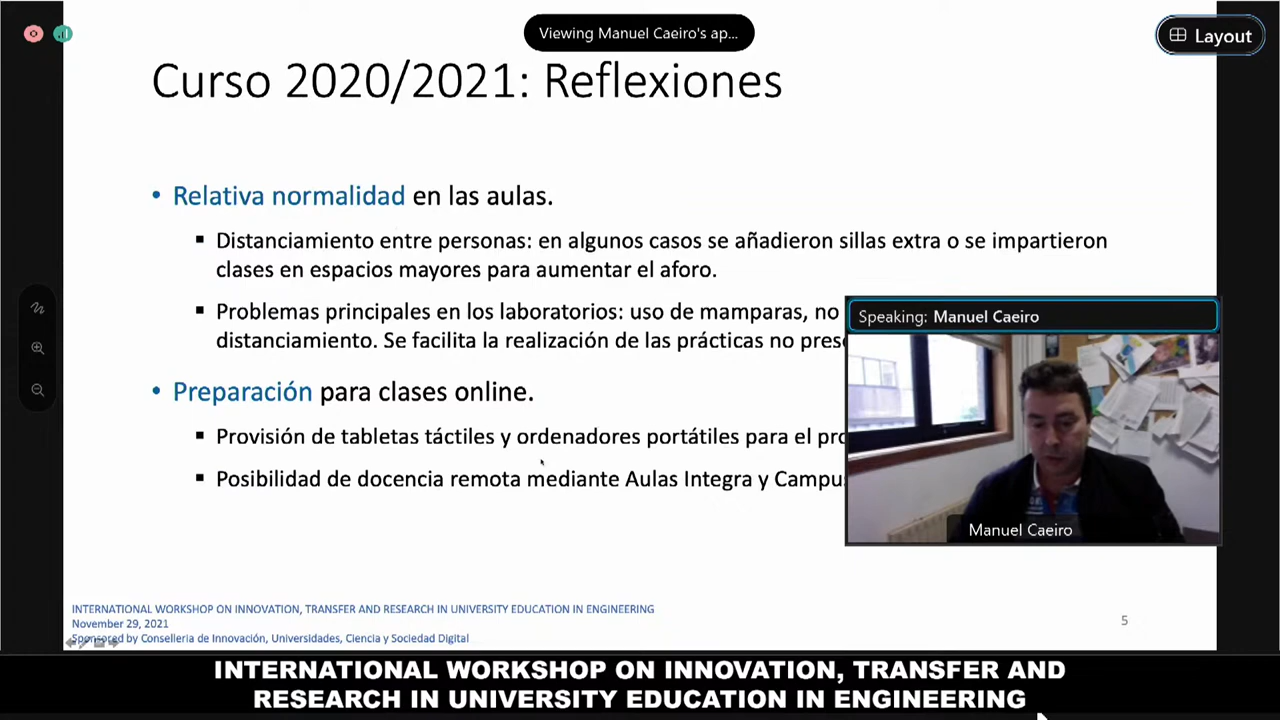 Viewing Manuel Caeiro's ap...
Layout
Curso 2020/2021: Reflexiones
• Relativa normalidad en las aulas.
▪ Distanciamiento entre personas: en algunos casos se añadieron sillas extra o se impartieron
clases en espacios mayores para aumentar el aforo.
▪ Problemas principales en los laboratorios: uso de mamparas, no
distanciamiento. Se facilita la realización de las prácticas no
Speaking: Manuel Caeiro
• Preparación para clases online.
▪ Provisión de tabletas táctiles y ordenadores portátiles para el
▪ Posibilidad de docencia remota mediante Aulas Integra y Campus
Manuel Caeiro
INTERNATIONAL WORKSHOP ON INNOVATION, TRANSFER AND RESEARCH IN UNIVERSITY EDUCATION IN ENGINEERING
November 29, 2021
Sponsored by Conselleria de Innovación, Universidades, Ciencia y Sociedad Digital
5
INTERNATIONAL WORKSHOP ON INNOVATION, TRANSFER AND
RESEARCH IN UNIVERSITY EDUCATION IN ENGINEERING